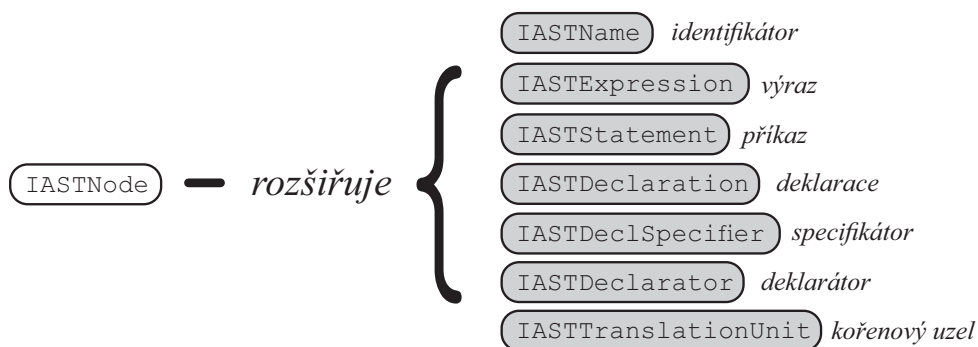 IASTName identifikátor
IASTExpression výraz
IASTStatement příkaz
IASTNode rozšiřuje IASTDeclaration deklarace
IASTDeclSpecifier specifikátor
IASTDeclarator deklarátor
IASTTranslationUnit kořenový uzel